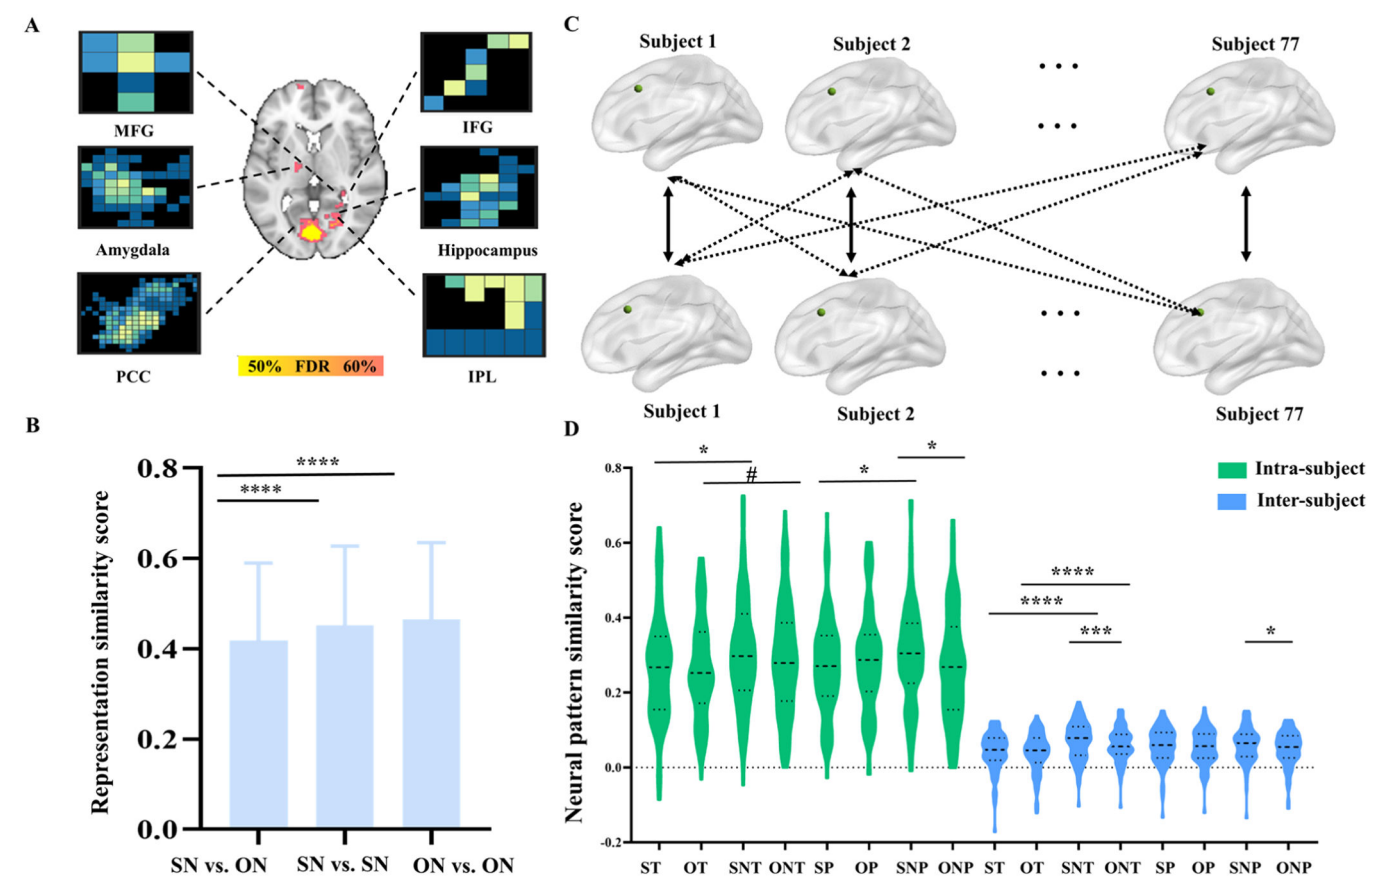 A
MFG
IFG
Amygdala
Hippocampus
PCC
50% FDR 60%
IPL
B
Representation similarity score
0.8
0.6
0.4
0.2
0.0
****
****
SN vs. ON
SN vs. SN
ON vs. ON
C
Subject 1
Subject 2
Subject 77
Subject 1
Subject 2
Subject 77
D
Neural pattern similarity score
0.8
0.6
0.4
0.2
0.0
-0.2
*
#
*
*
****
****
***
*
Intra-subject
Inter-subject
ST OT SNT ONT SP OP SNP ONP ST OT SNT ONT SP OP SNP ONP